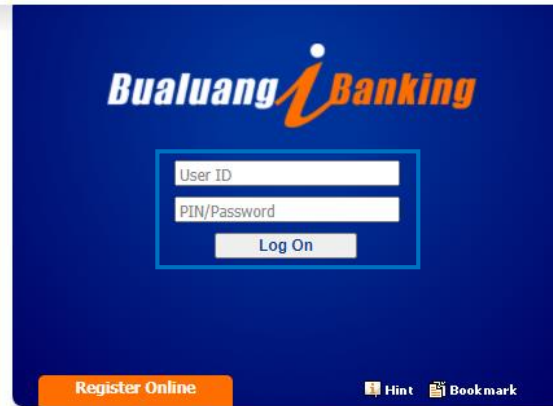 Bualuang iBanking
User ID
PIN/Password
Log On
Register Online
Hint Bookmark